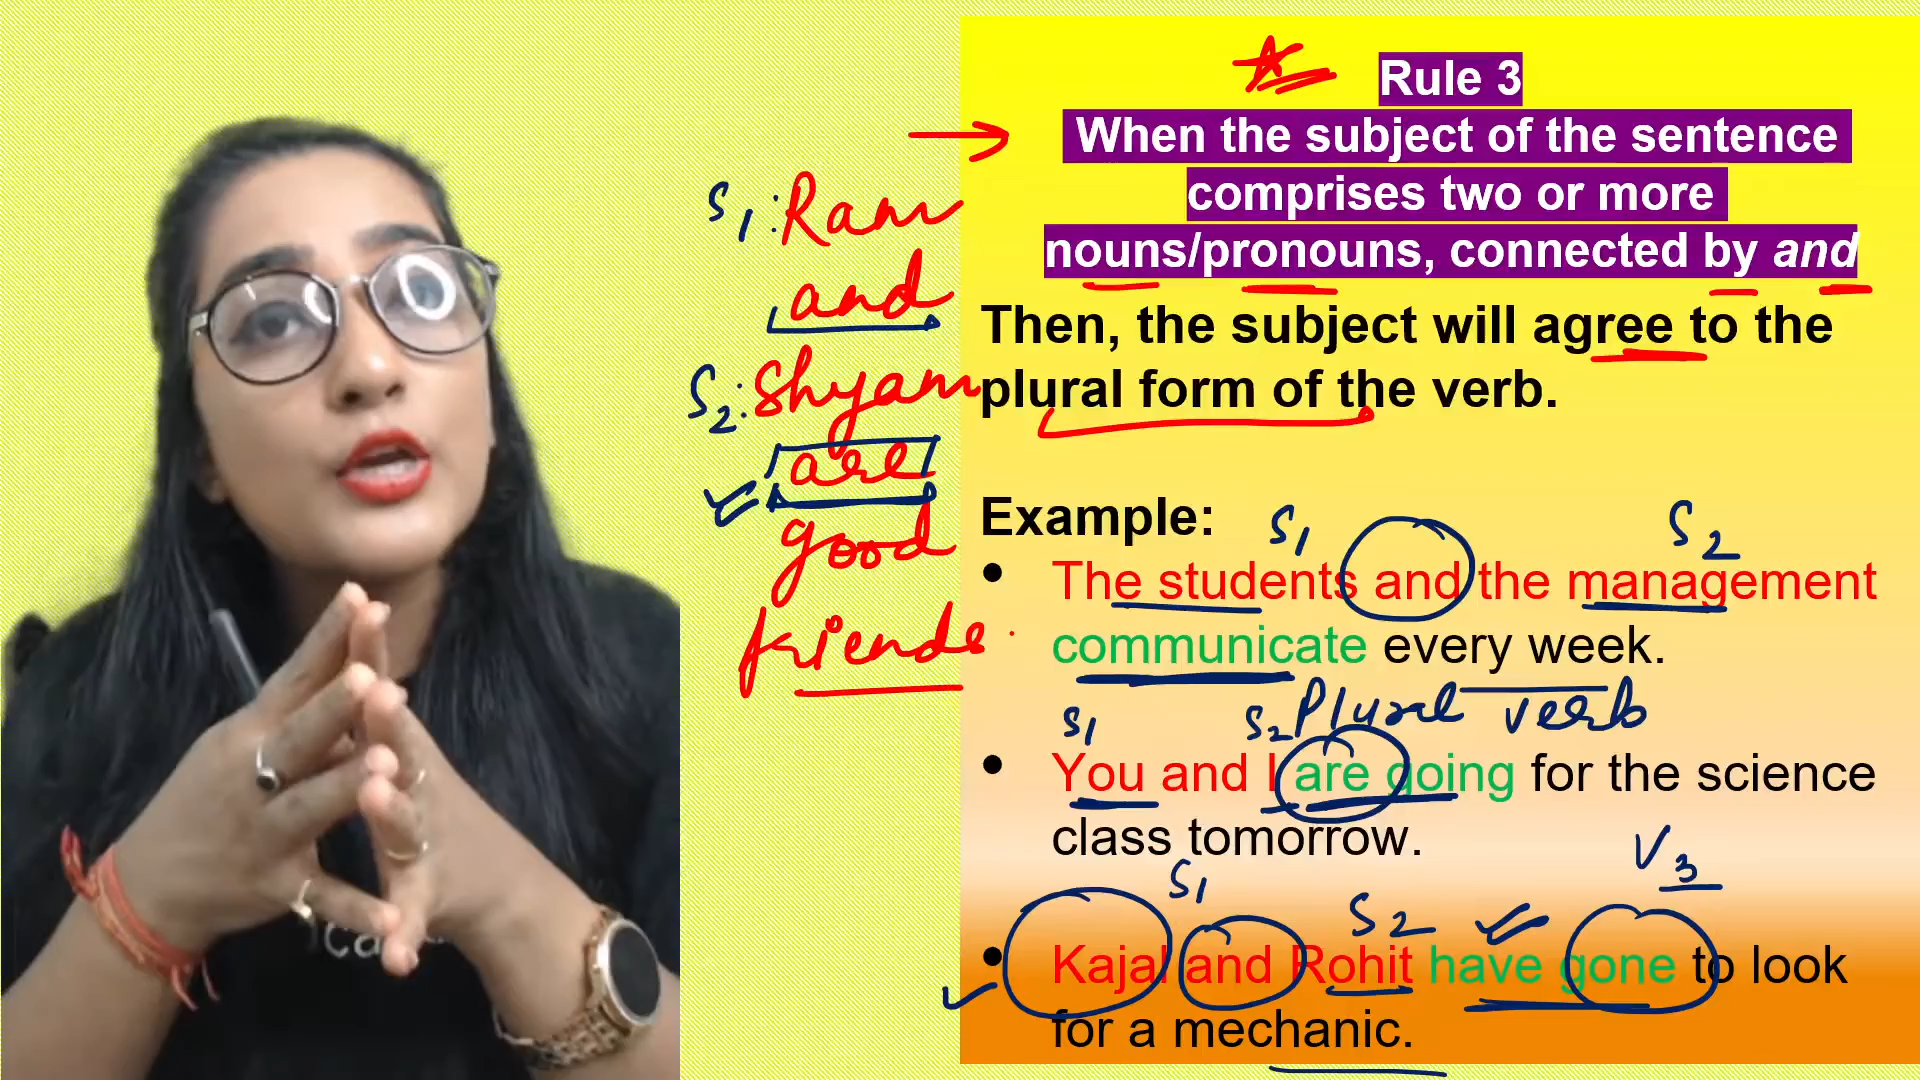 Rule 3
When the subject of the sentence
comprises two or more
nouns/pronouns, connected by and
Then, the subject will agree to the
plural form of the verb.
S1: Ram
and
S2: Shyam
are
good
friends
Example:
S1 S2
• The students and the management
communicate every week.
S1 S2 Plural verb
• You and I are going for the science
class tomorrow.
S1 S2 V3
• Kajal and Rohit have gone to look
for a mechanic.